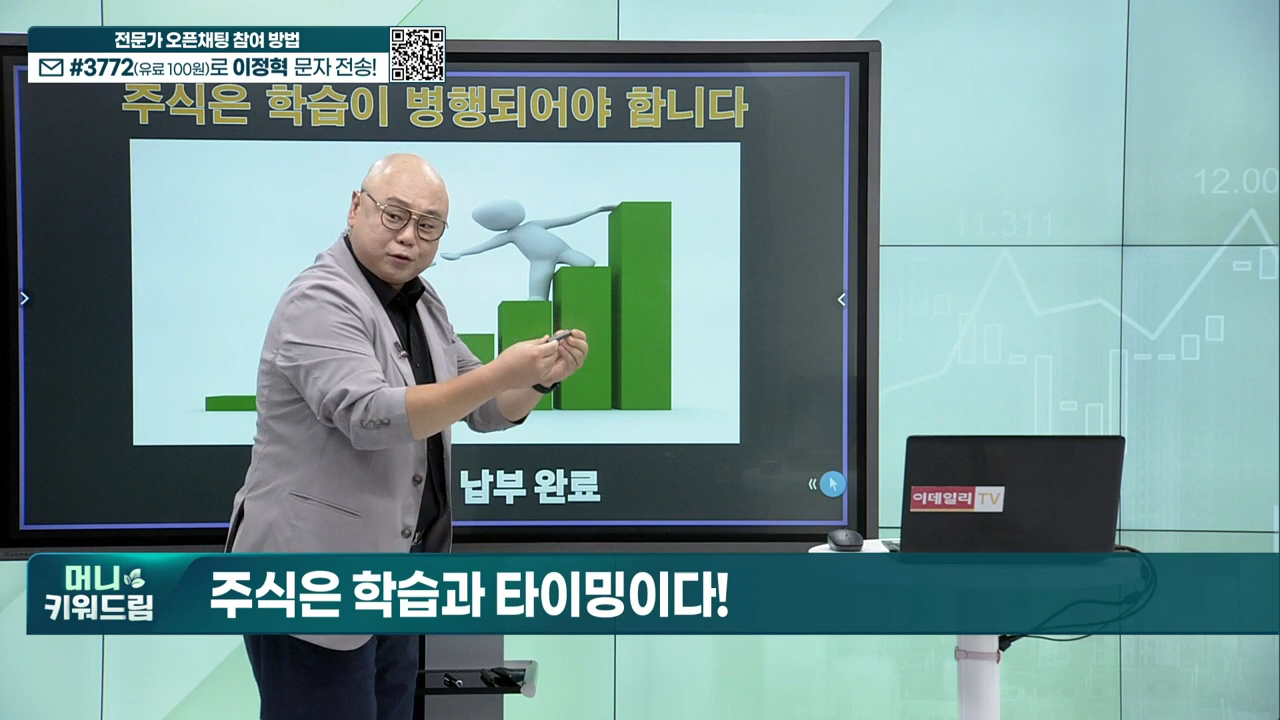 전문가 오픈채팅 참여 방법
#3772(유료 100원)로 이정혁 문자 전송!
주식은 학습이 병행되어야 합니다
12.00
11.311
납부 완료
이데일리TV
머니
키워드림
주식은 학습과 타이밍이다!